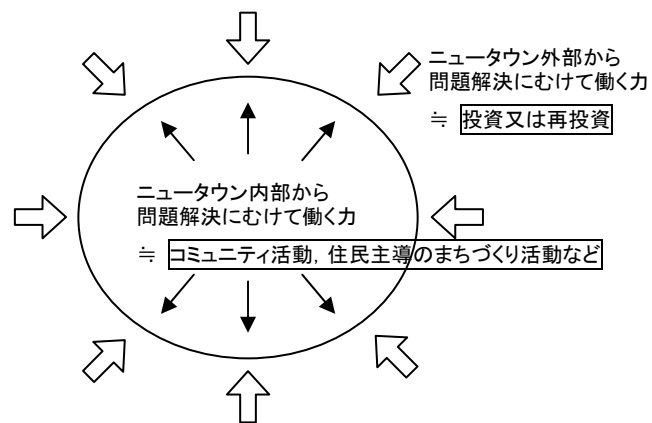 ニュータウン外部から
問題解決にむけて働く力
≒ 投資又は再投資
ニュータウン内部から
問題解決にむけて働く力
≒ コミュニティ活動，住民主導のまちづくり活動など